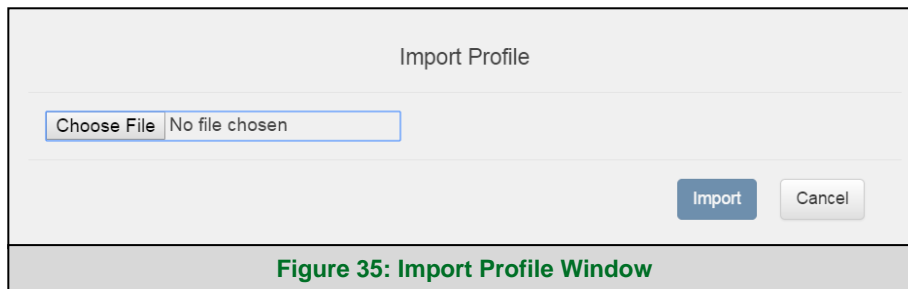 Import Profile
Choose File No file chosen
Import Cancel
Figure 35: Import Profile Window